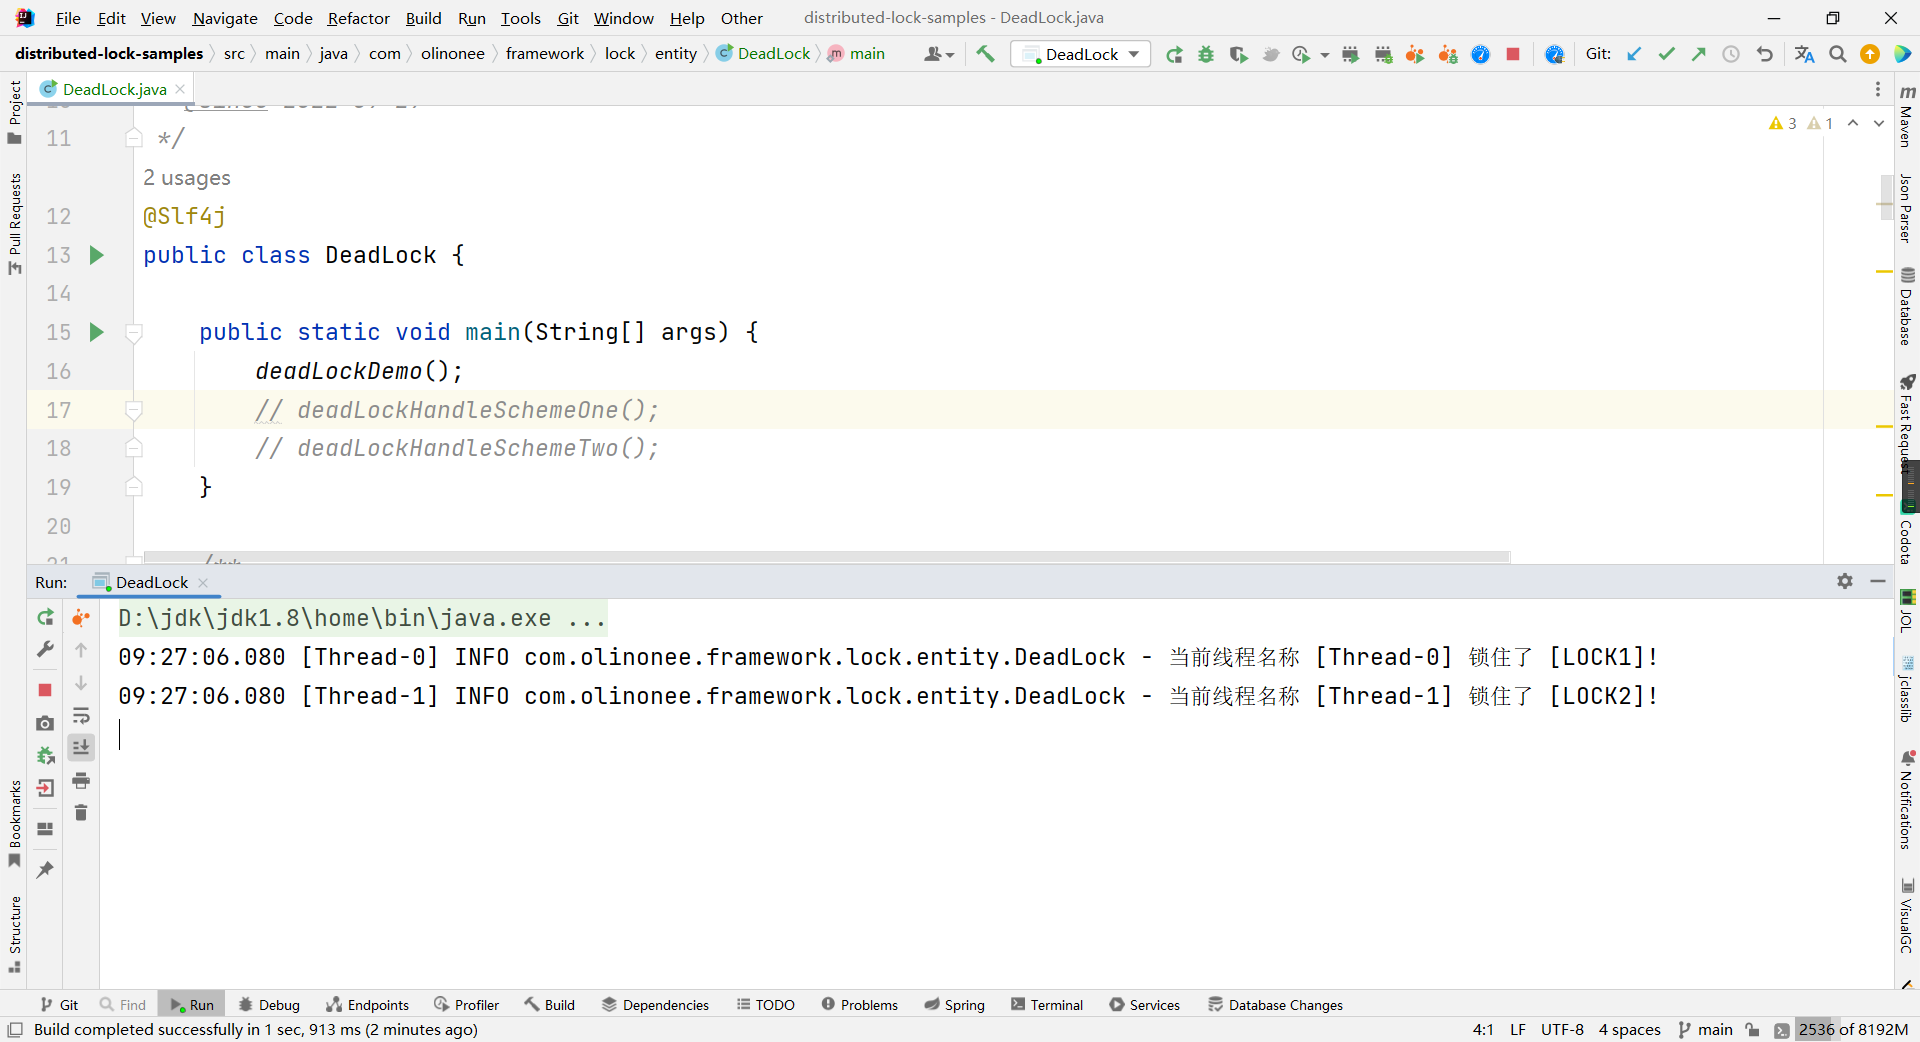 File Edit View Navigate Code Refactor Build Run Tools Git Window Help Other distributed-lock-samples - DeadLock.java
distributed-lock-samples src main java com olinonee framework lock entity DeadLock main DeadLock Git:
DeadLock.java
11 */
3 1
2 usages
12 @Slf4j
13 public class DeadLock {
14
15 public static void main(String[] args) {
16 deadLockDemo();
17 // deadLockHandleSchemeOne();
18 // deadLockHandleSchemeTwo();
19 }
20
Run: DeadLock
D:\jdk\jdk1.8\home\bin\java.exe ...
09:27:06.080 [Thread-0] INFO com.olinonee.framework.lock.entity.DeadLock - 当前线程名称 [Thread-0] 锁住了 [LOCK1]!
09:27:06.080 [Thread-1] INFO com.olinonee.framework.lock.entity.DeadLock - 当前线程名称 [Thread-1] 锁住了 [LOCK2]!
Project
Pull Requests
Bookmarks
Structure
Maven
Json Parser
Database
Fast Request
Codota
JOL
jclasslib
Notifications
VisualGC
Git Find Run Debug Endpoints Profiler Build Dependencies TODO Problems Spring Terminal Services Database Changes
Build completed successfully in 1 sec, 913 ms (2 minutes ago) 4:1 LF UTF-8 4 spaces main 2536 of 8192M